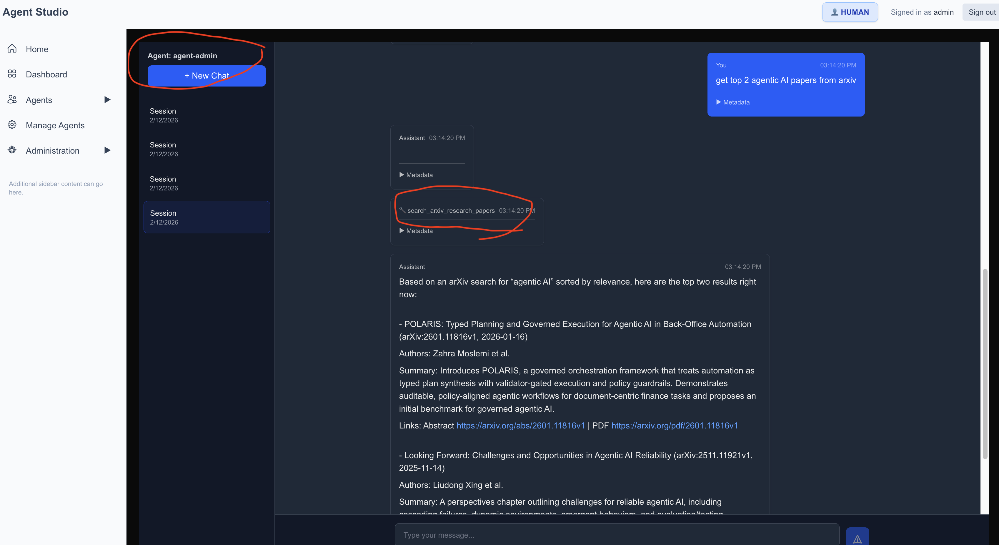 Agent Studio
HUMAN
Signed in as admin
Sign out
Home
Dashboard
Agents
Manage Agents
Administration
Additional sidebar content can go
here.
Agent: agent-admin
+ New Chat
Session
2/12/2026
Session
2/12/2026
Session
2/12/2026
Session
2/12/2026
You 03:14:20 PM
get top 2 agentic AI papers from arxiv
Metadata
Assistant 03:14:20 PM
Metadata
search_arxiv_research_papers 03:14:20 PM
Metadata
Assistant 03:14:20 PM
Based on an arXiv search for “agentic AI” sorted by relevance, here are the top two results right
now:
- POLARIS: Typed Planning and Governed Execution for Agentic AI in Back-Office Automation
(arXiv:2601.11816v1, 2026-01-16)
Authors: Zahra Moslemi et al.
Summary: Introduces POLARIS, a governed orchestration framework that treats automation as
typed plan synthesis with validator-gated execution and policy guardrails. Demonstrates
auditable, policy-aligned agentic workflows for document-centric finance tasks and proposes an
initial benchmark for governed agentic AI.
Links: Abstract https://arxiv.org/abs/2601.11816v1 | PDF https://arxiv.org/pdf/2601.11816v1
- Looking Forward: Challenges and Opportunities in Agentic AI Reliability (arXiv:2511.11921v1,
2025-11-14)
Authors: Liudong Xing et al.
Summary: A perspectives chapter outlining challenges for reliable agentic AI, including
cascading failures, dynamic environments, emergent behaviors, and evaluation/testing
Type your message...